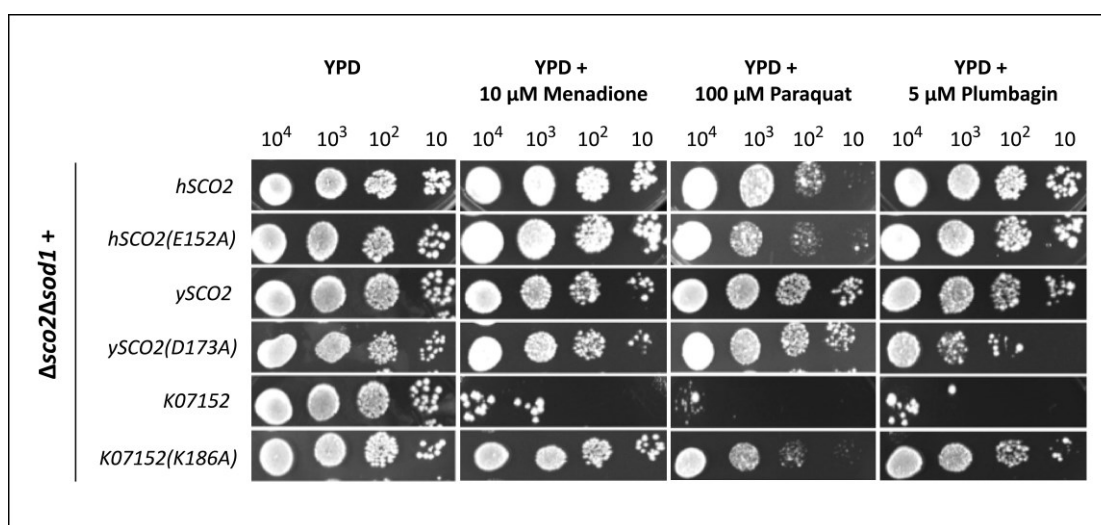 YPD
YPD +
10 µM Menadione
YPD +
100 µM Paraquat
YPD +
5 µM Plumbagin
10⁴ 10³ 10² 10 10⁴ 10³ 10² 10 10⁴ 10³ 10² 10 10⁴ 10³ 10² 10
Δsco2Δsod1 +
hSCO2
hSCO2(E152A)
ySCO2
ySCO2(D173A)
K07152
K07152(K186A)